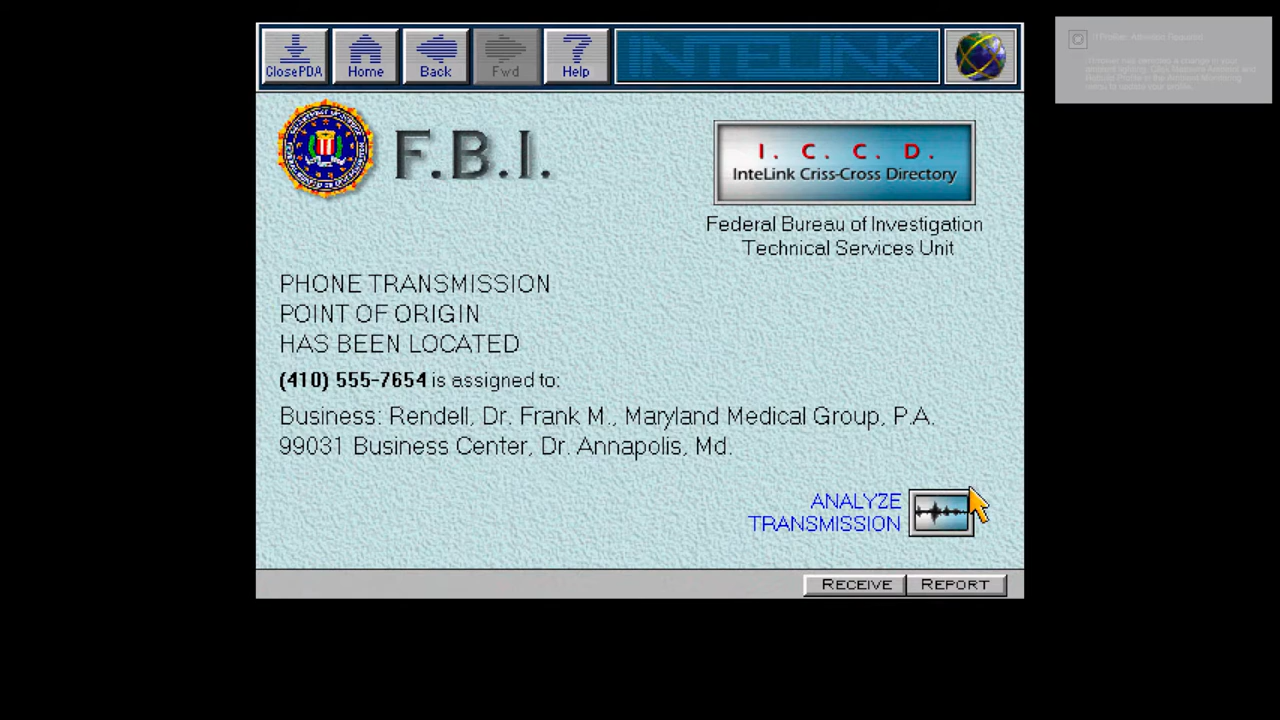 ClosePDA
Home
Back
Fwd
Help
INTELINK
F.B.I.
I. C. C. D.
InteLink Criss-Cross Directory
Federal Bureau of Investigation
Technical Services Unit
PHONE TRANSMISSION
POINT OF ORIGIN
HAS BEEN LOCATED
(410) 555-7654 is assigned to:
Business: Rendell, Dr. Frank M., Maryland Medical Group, P.A.
99031 Business Center, Dr. Annapolis, Md.
ANALYZE
TRANSMISSION
RECEIVE
REPORT